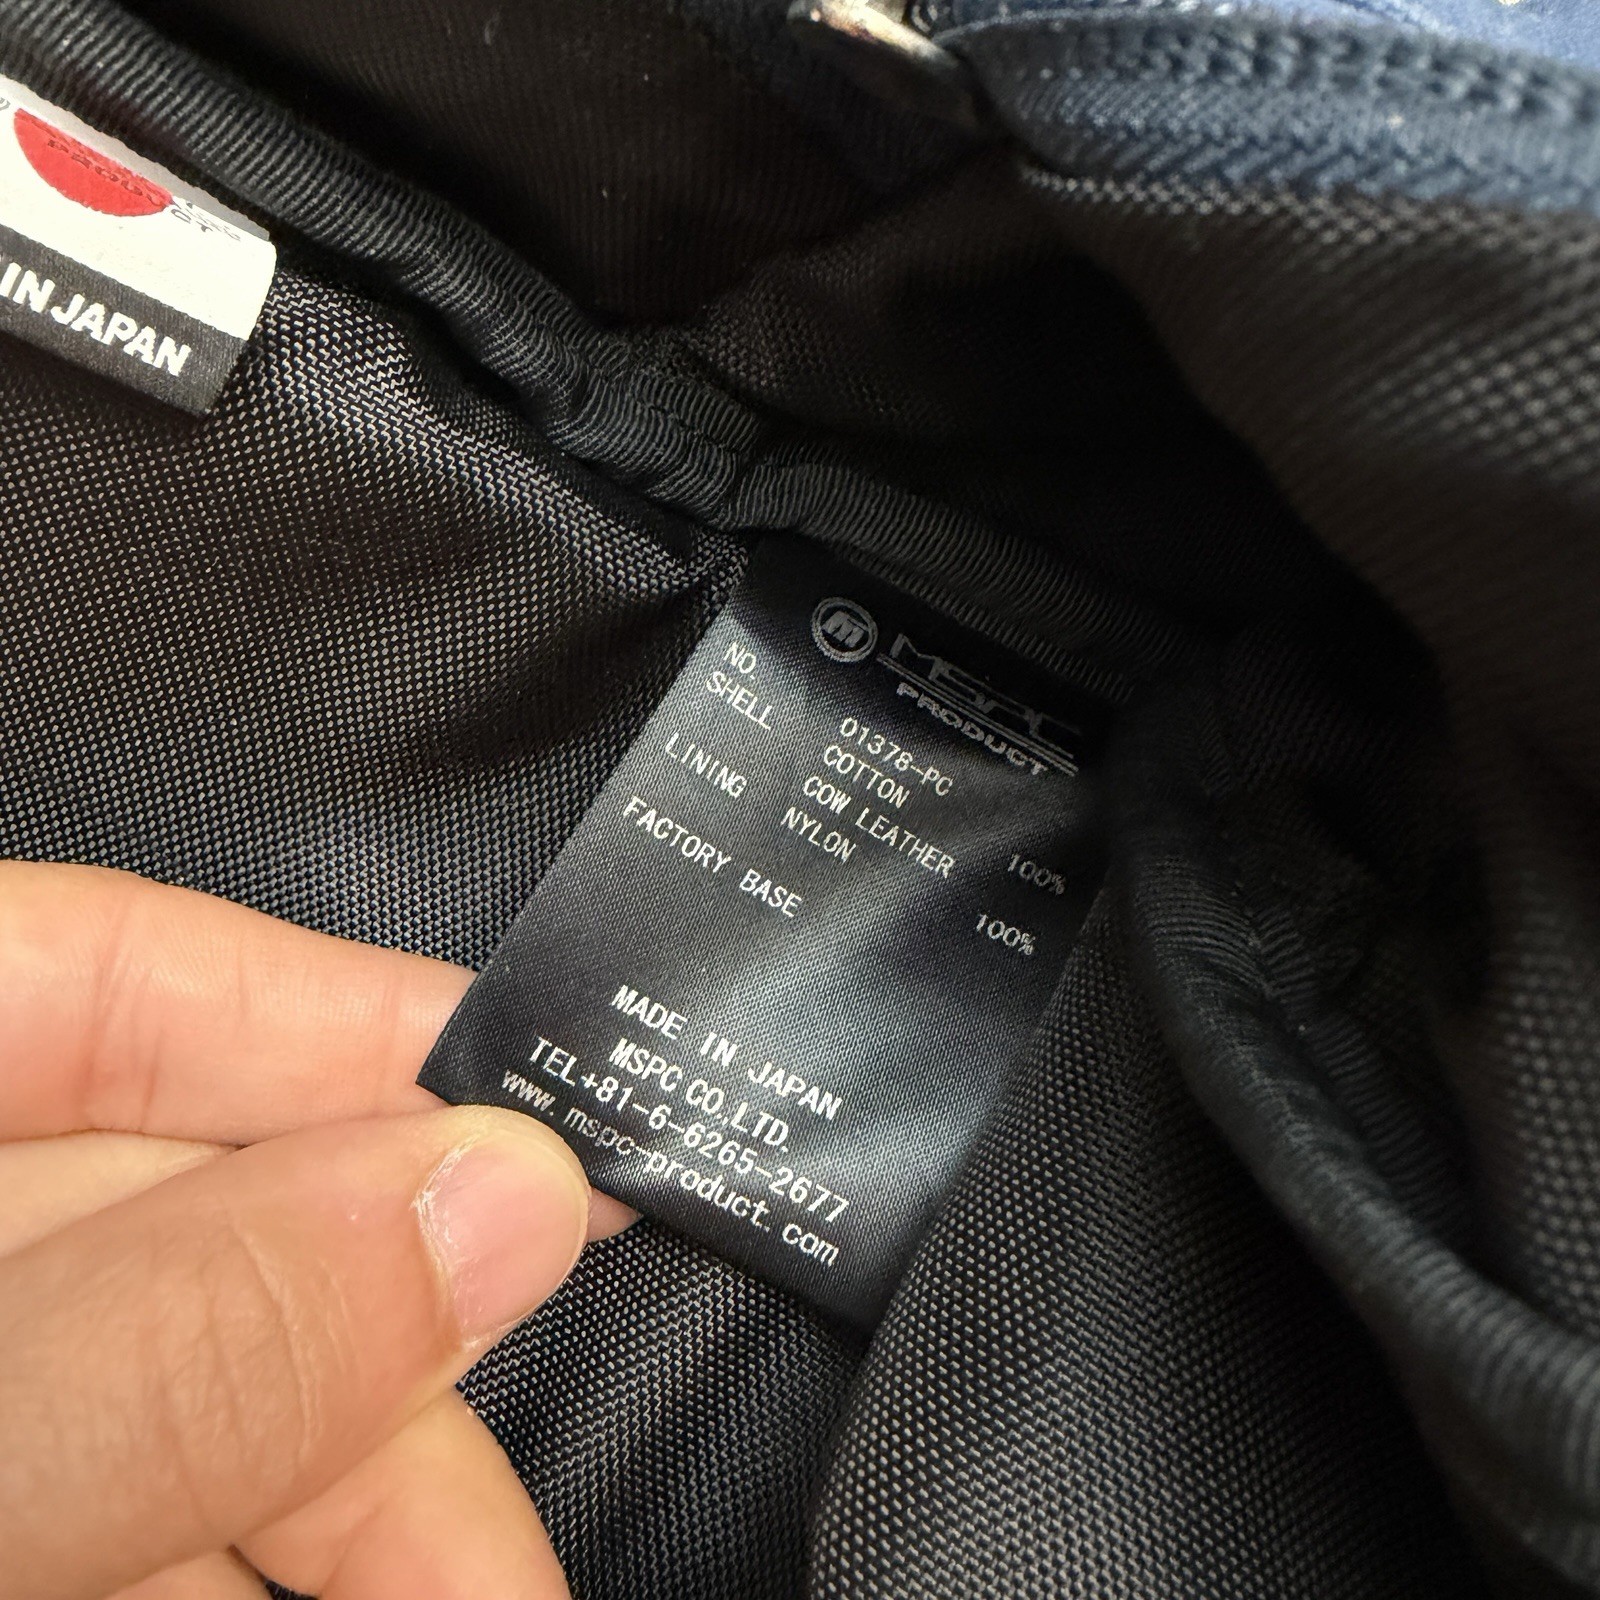 PRODUCT
IN JAPAN
m MSPC
PRODUCT
NO. 01378-PC
SHELL COTTON 100%
COW LEATHER
LINING NYLON 100%
FACTORY BASE
MADE IN JAPAN
MSPC CO.,LTD.
TEL+81-6-6265-2677
www.mspc-product.com